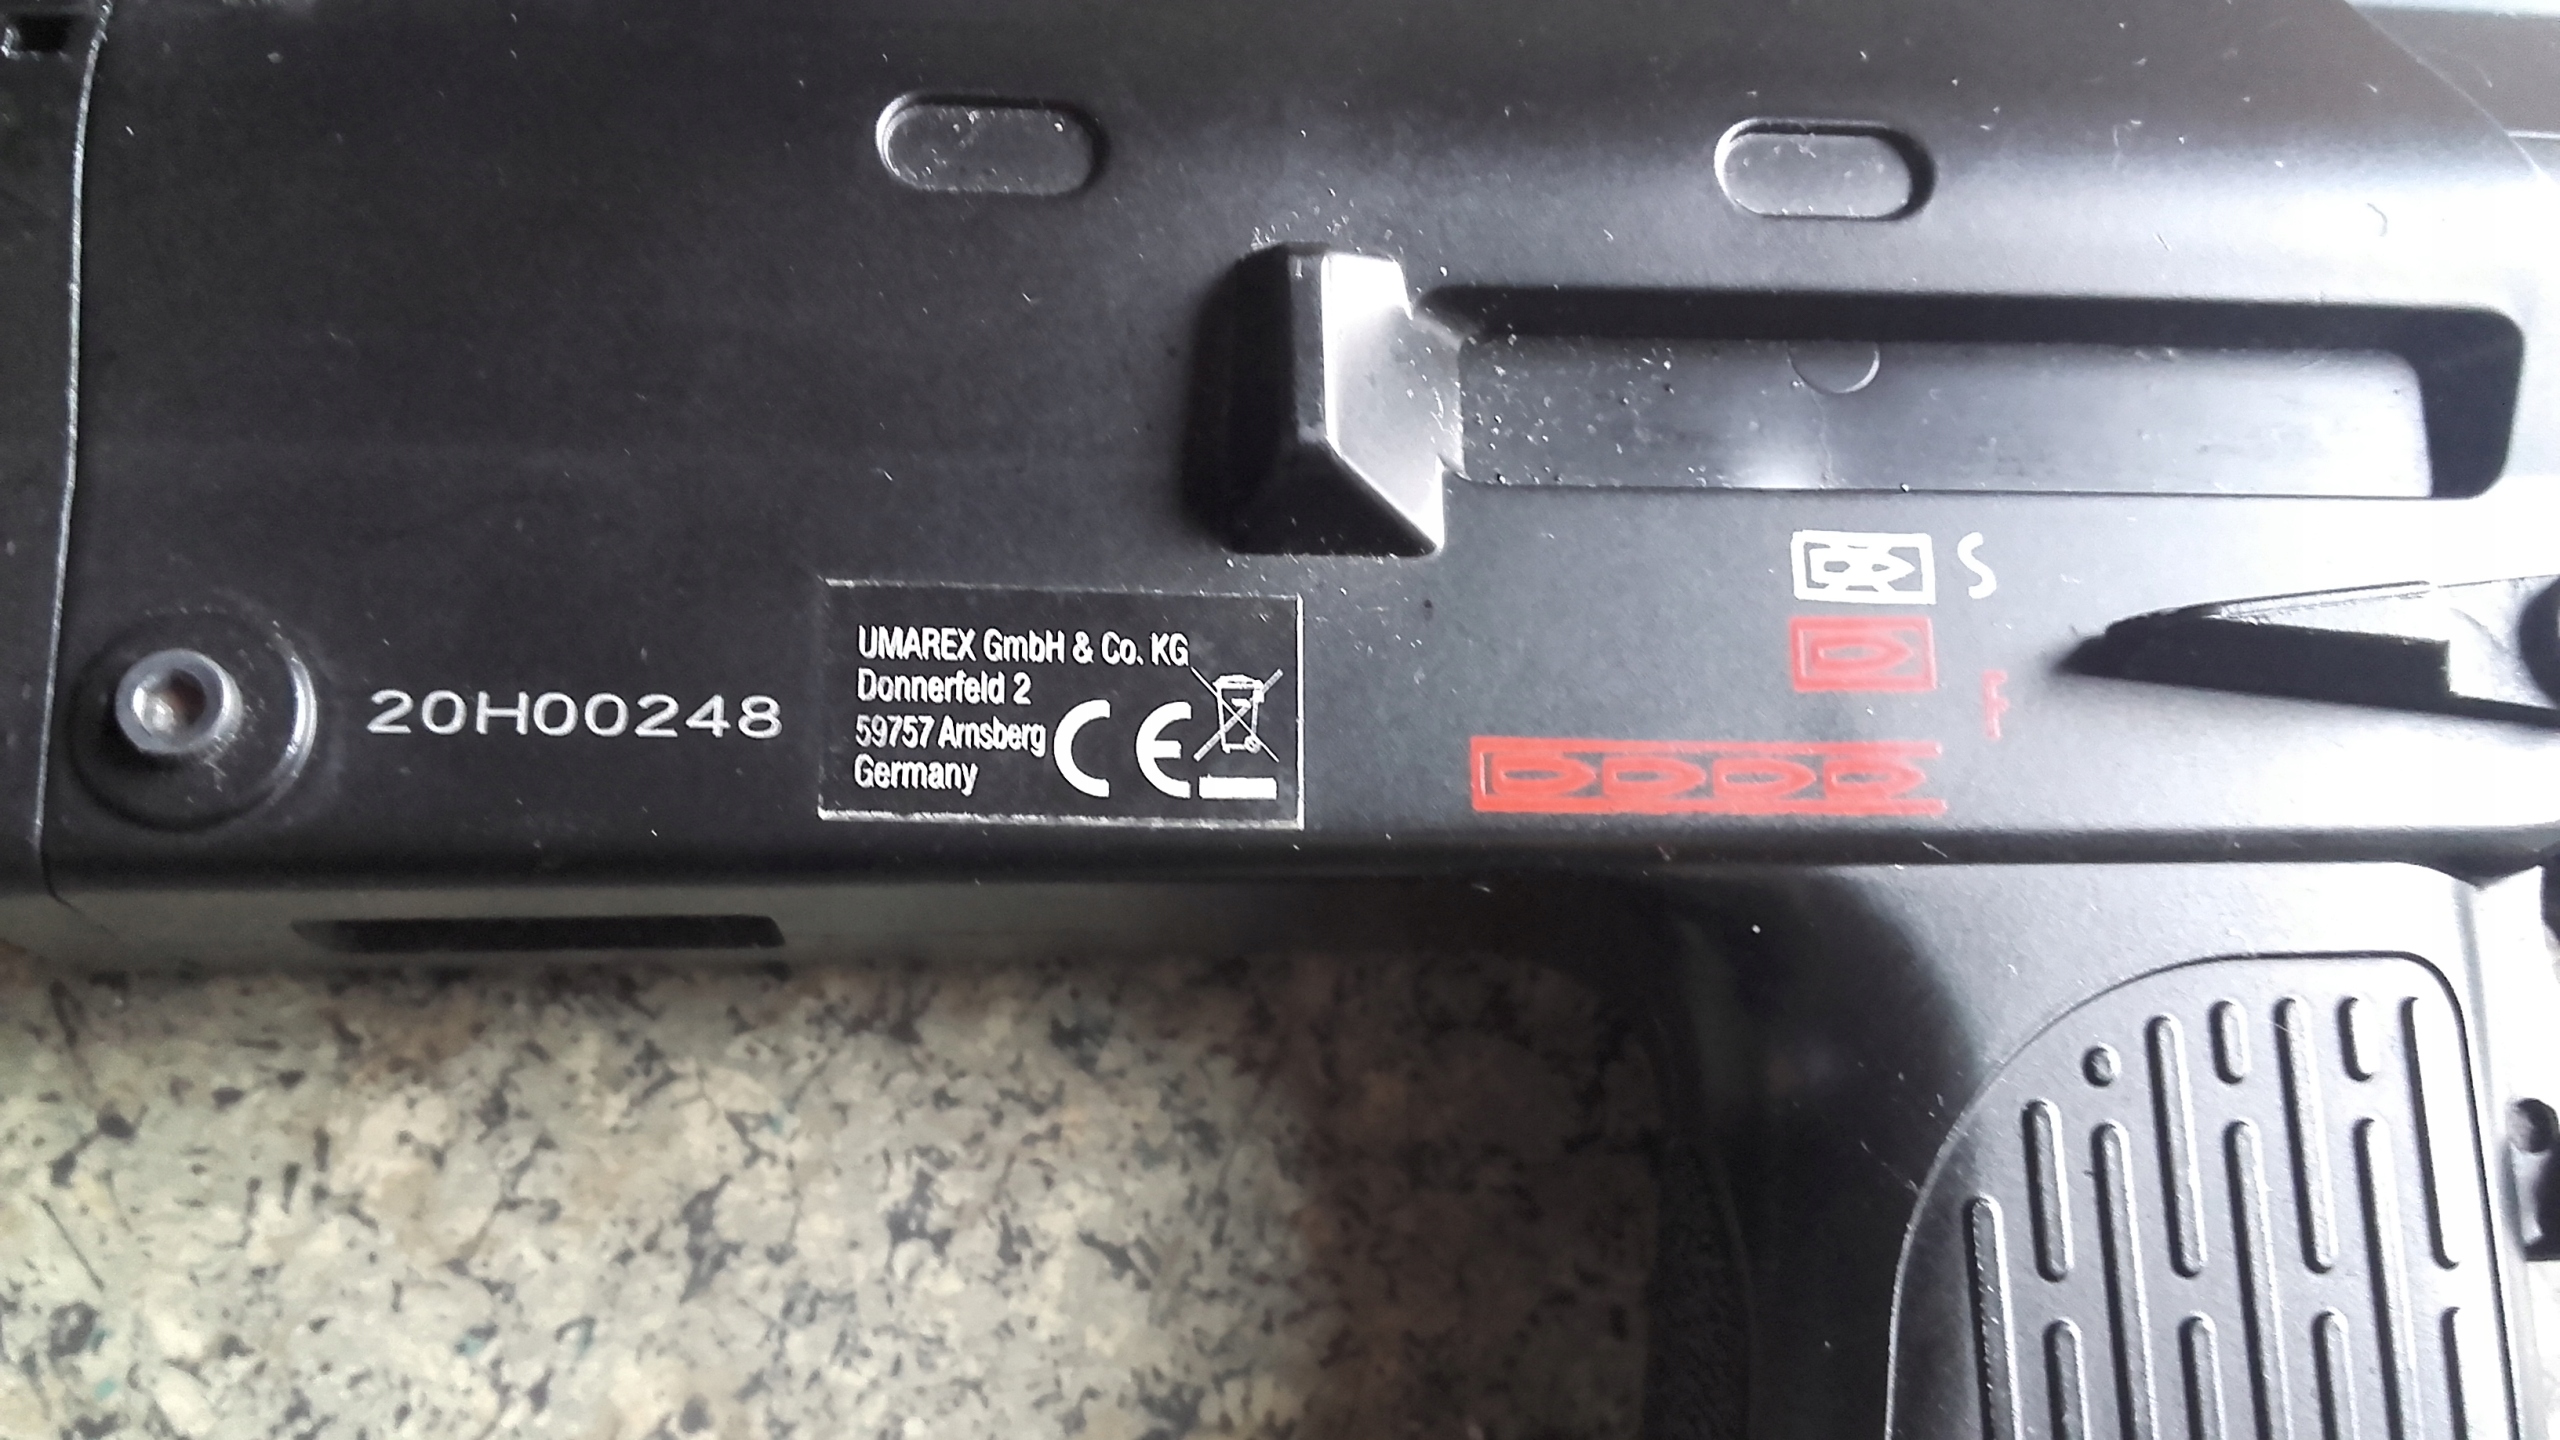 S
20H00248
UMAREX GmbH & Co. KG
Donnerfeld 2
59757 Arnsberg
Germany
CE
F